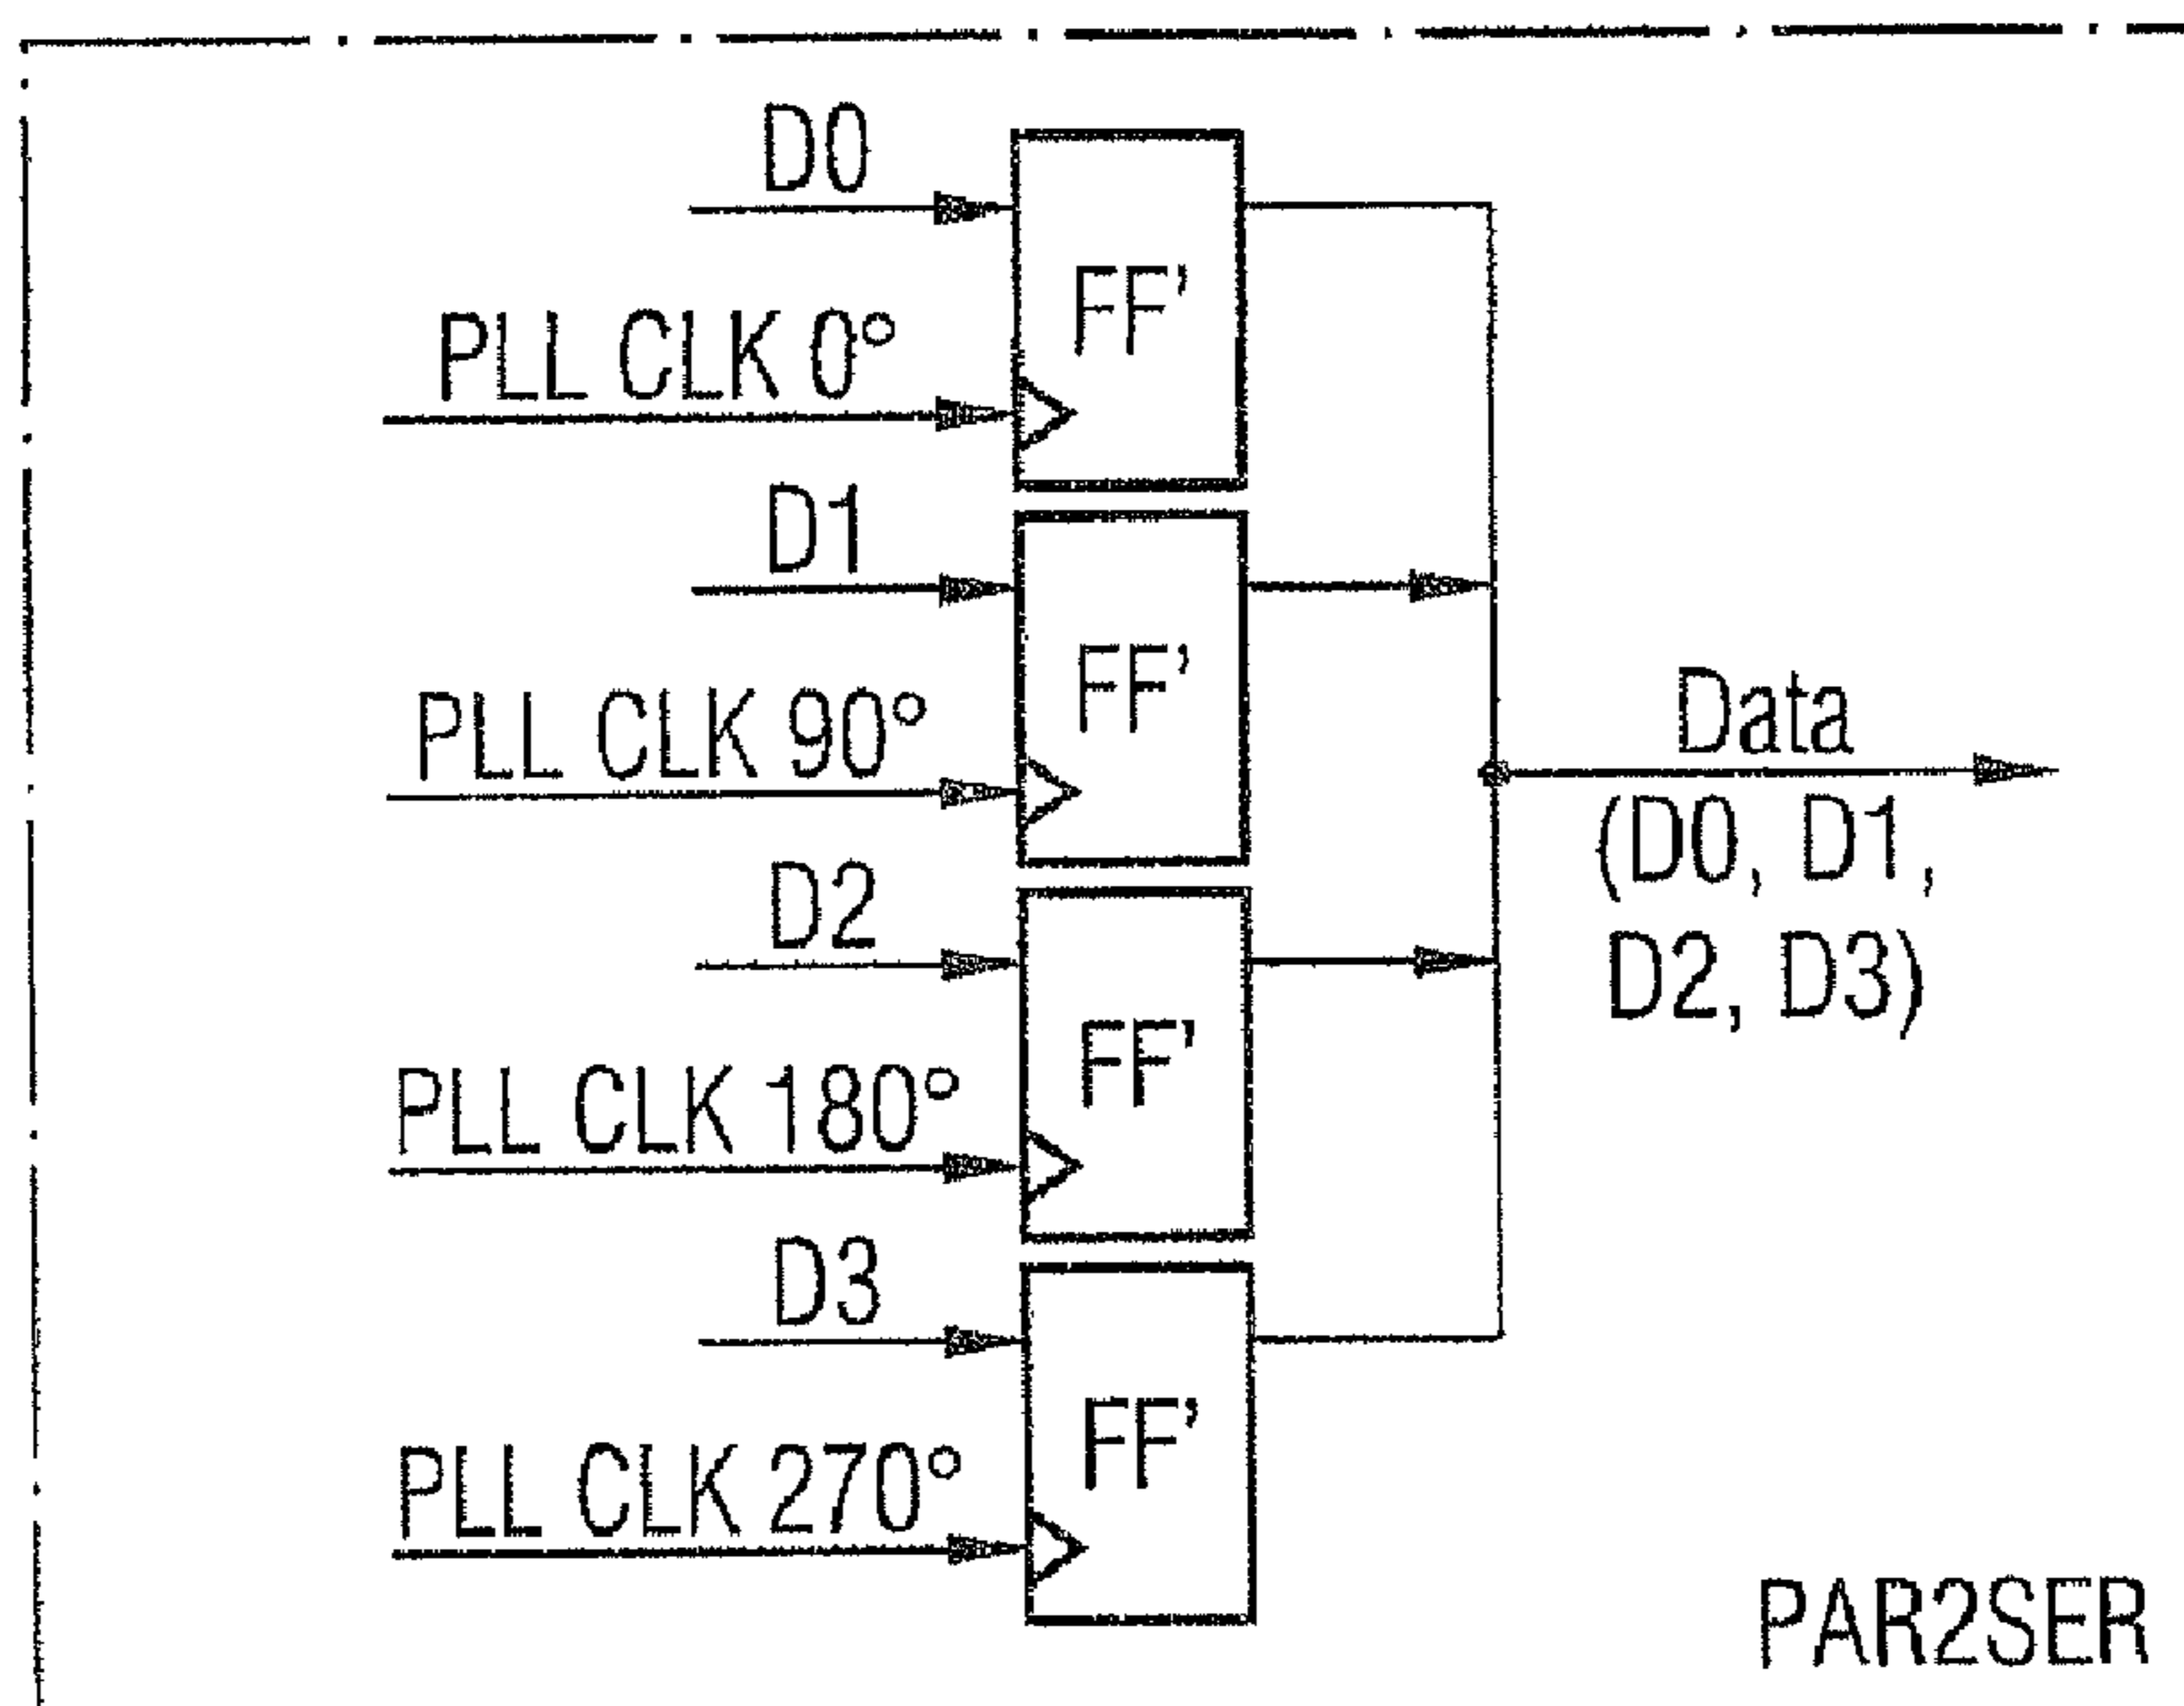 D0
FF'
PLL CLK 0°
D1
FF'
PLL CLK 90°
Data
(D0, D1,
D2, D3)
D2
FF'
PLL CLK 180°
D3
FF'
PLL CLK 270°
PAR2SER